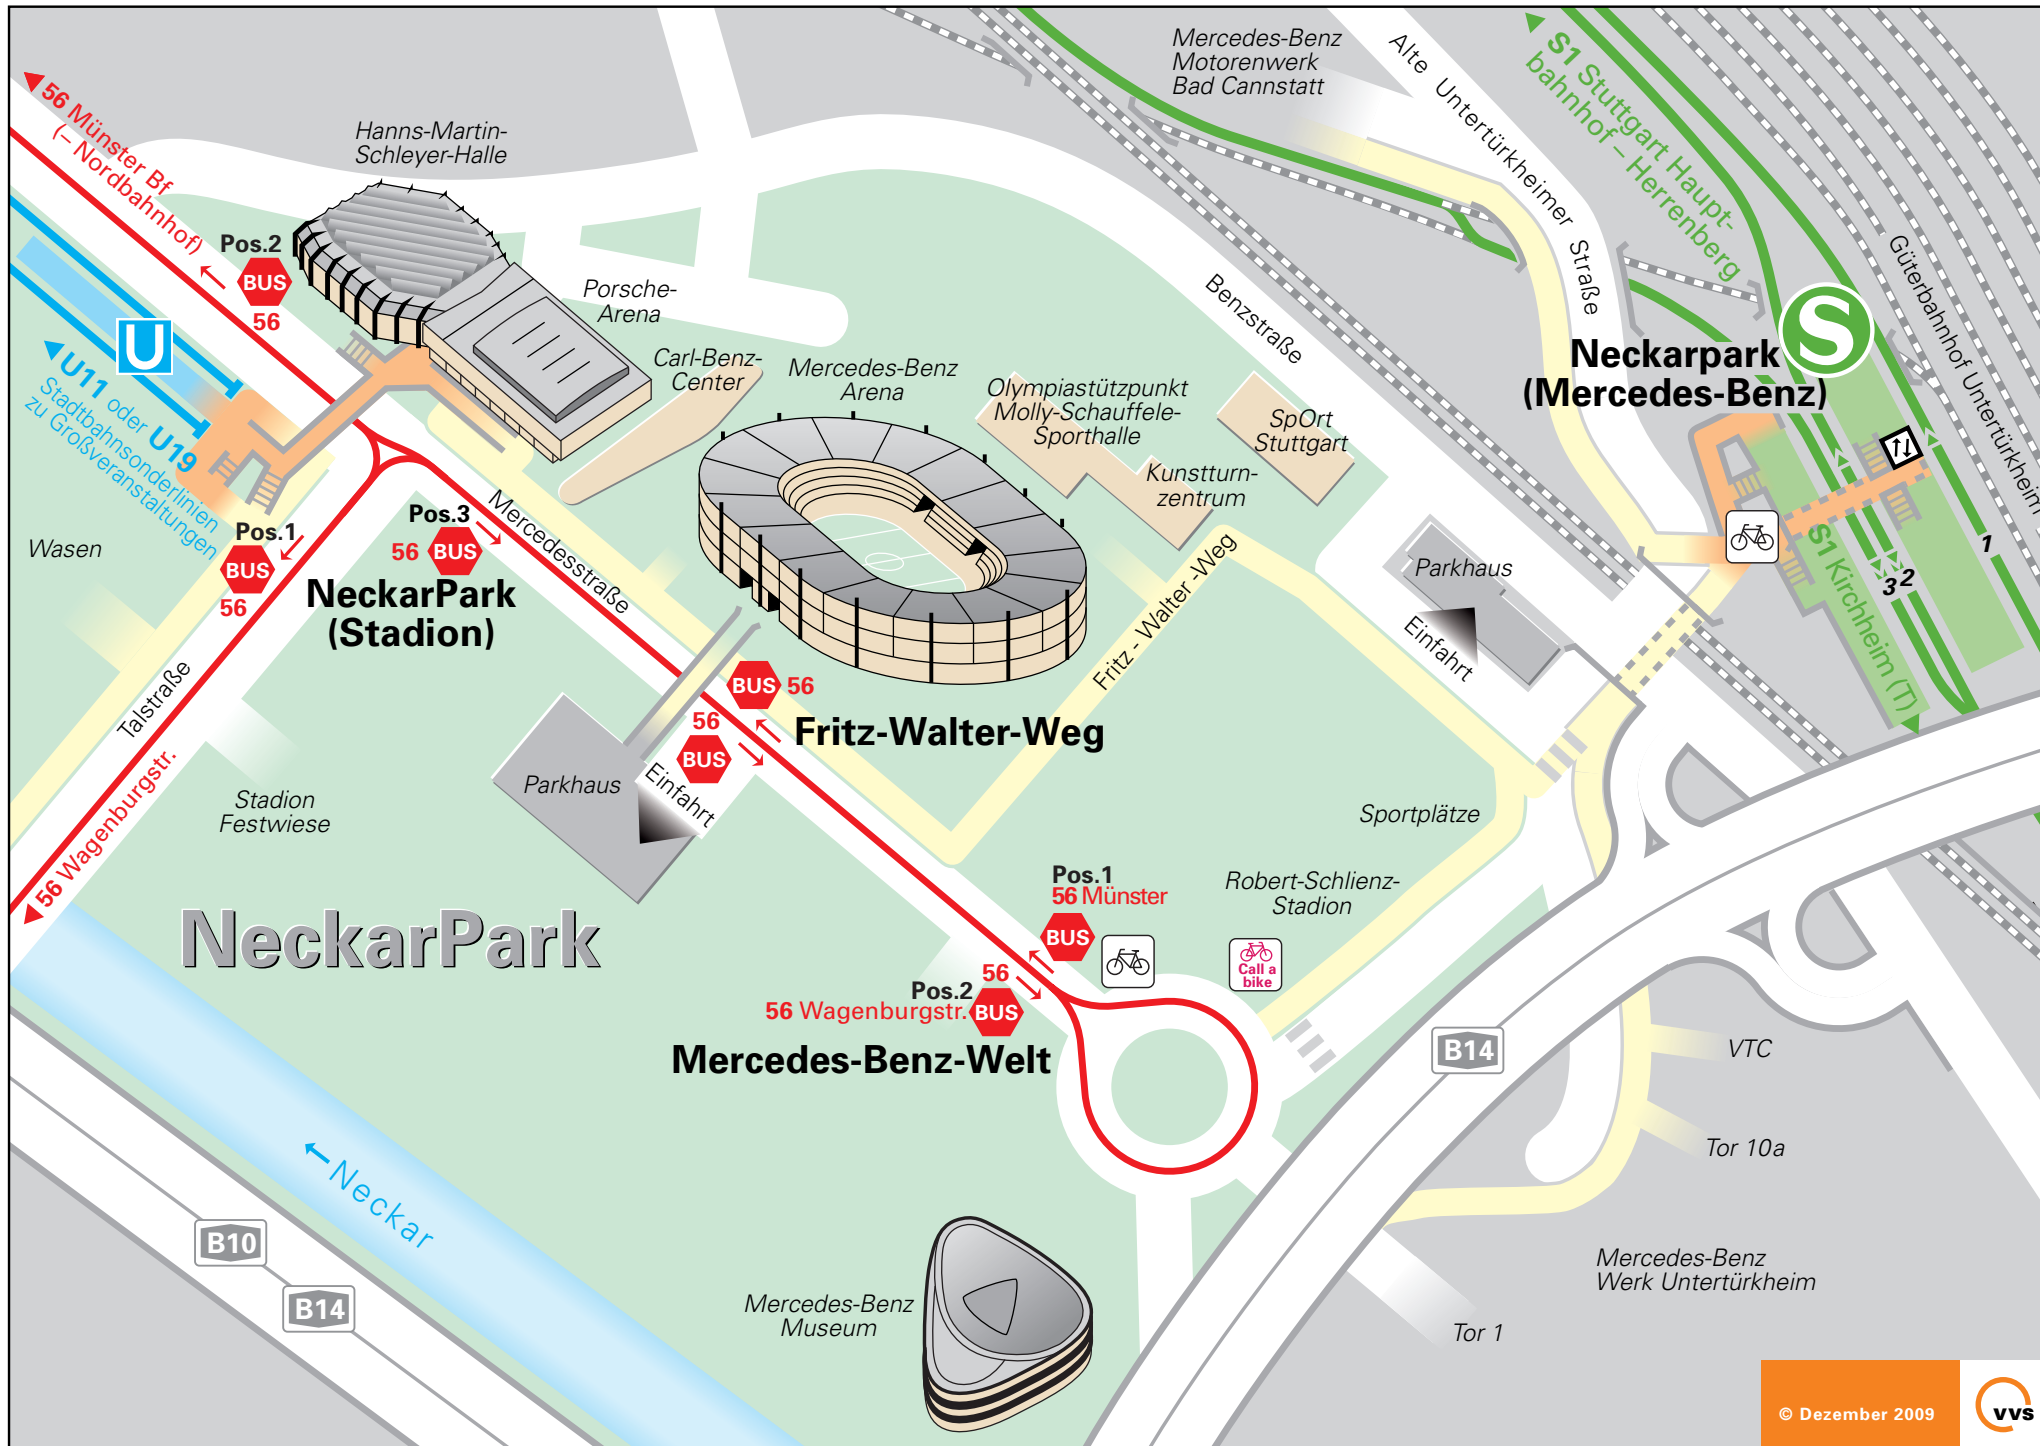 Mercedes-Benz
Motorenwerk
Bad Cannstatt
Alte Untertürkheimer Straße
S1 Stuttgart Haupt-
bahnhof – Herrenberg
56 Münster Bf
(– Nordbahnhof)
Hanns-Martin-
Schleyer-Halle
Pos.2
BUS
56
U
U11 oder U19
Stadtbahnsonderlinien
zu Großveranstaltungen
Porsche-
Arena
Carl-Benz-
Center
Mercedes-Benz
Arena
Olympiastützpunkt
Molly-Schauffele-
Sporthalle
Kunstturn-
zentrum
SpOrt
Stuttgart
Benzstraße
S
Neckarpark
(Mercedes-Benz)
Güterbahnhof Untertürkheim
1
2
3
S1 Kirchheim (T)
Wasen
Pos.1
BUS
56
Pos.3
56 BUS
NeckarPark
(Stadion)
Mercedesstraße
Talstraße
56 Wagenburgstr.
Parkhaus
Einfahrt
Fritz - Walter -Weg
BUS 56
56
BUS
Fritz-Walter-Weg
Parkhaus
Einfahrt
Stadion
Festwiese
Sportplätze
NeckarPark
Pos.1
56 Münster
BUS
Robert-Schlienz-
Stadion
Call a
bike
56
Pos.2
56 Wagenburgstr. BUS
Mercedes-Benz-Welt
B14
VTC
Tor 10a
Neckar
B10
B14
Mercedes-Benz
Museum
Mercedes-Benz
Werk Untertürkheim
Tor 1
© Dezember 2009
vvs